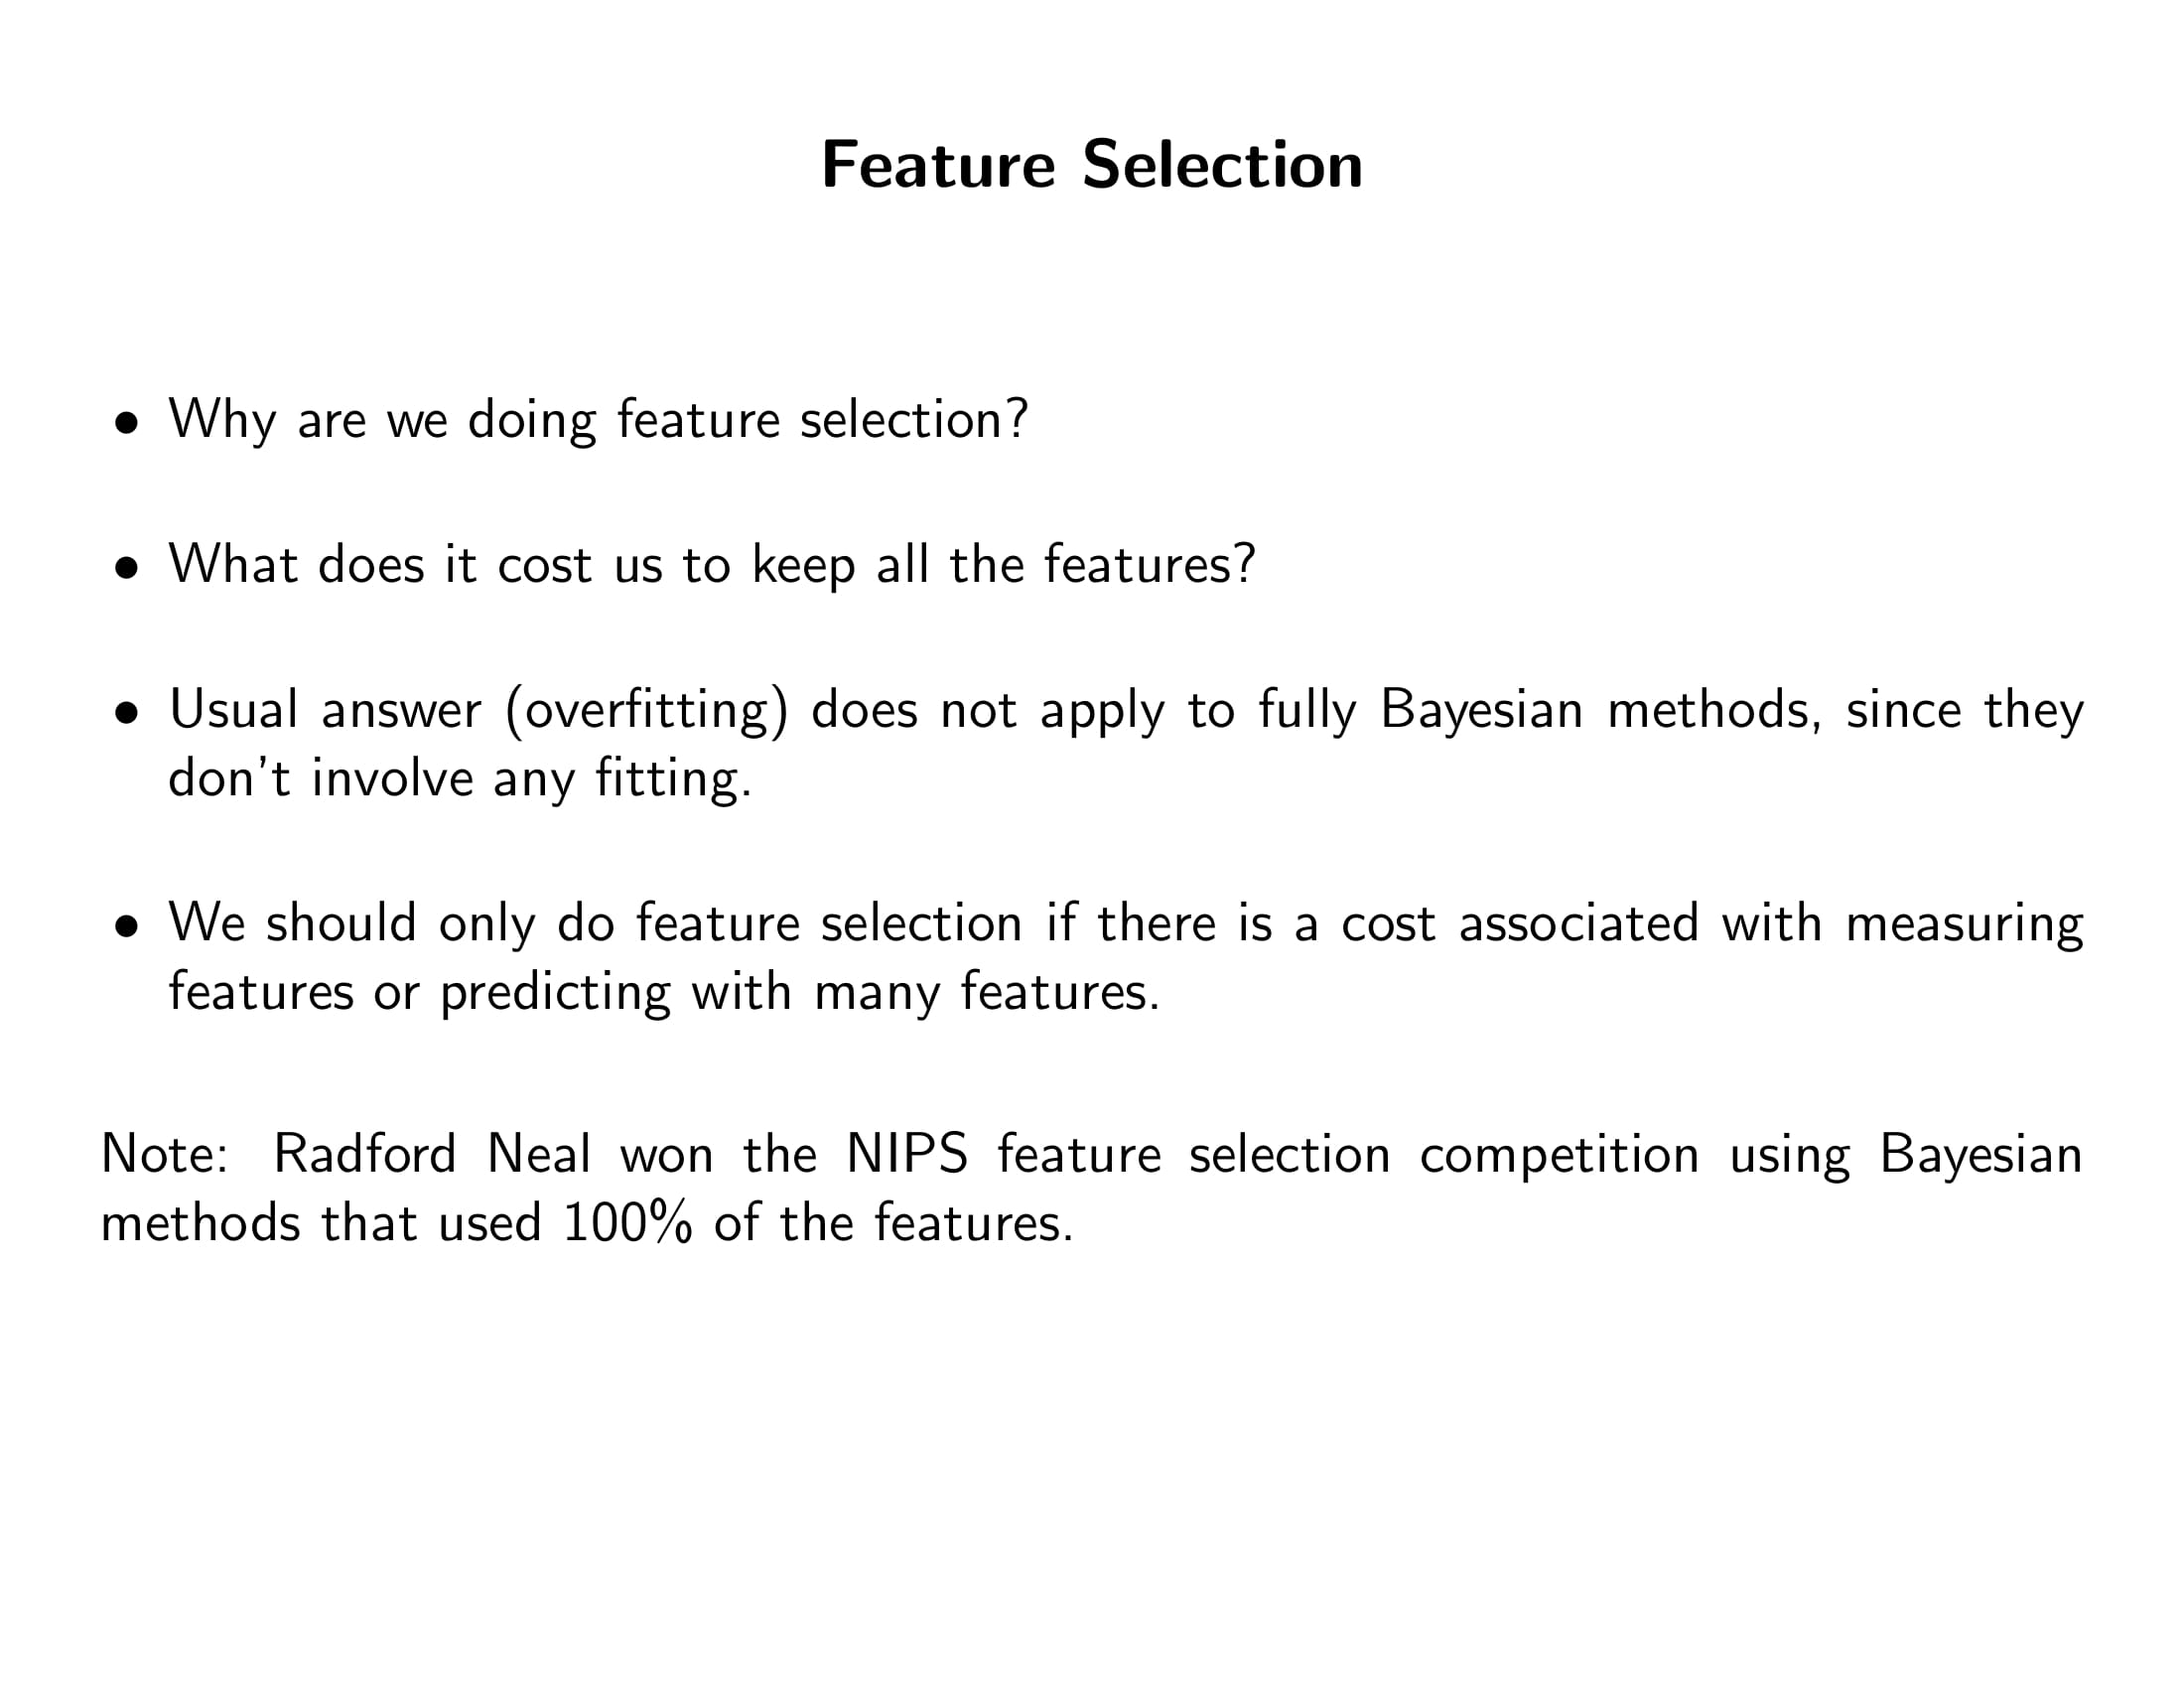 Feature Selection
• Why are we doing feature selection?
• What does it cost us to keep all the features?
• Usual answer (overfitting) does not apply to fully Bayesian methods, since they
don't involve any fitting.
• We should only do feature selection if there is a cost associated with measuring
features or predicting with many features.
Note: Radford Neal won the NIPS feature selection competition using Bayesian
methods that used 100% of the features.